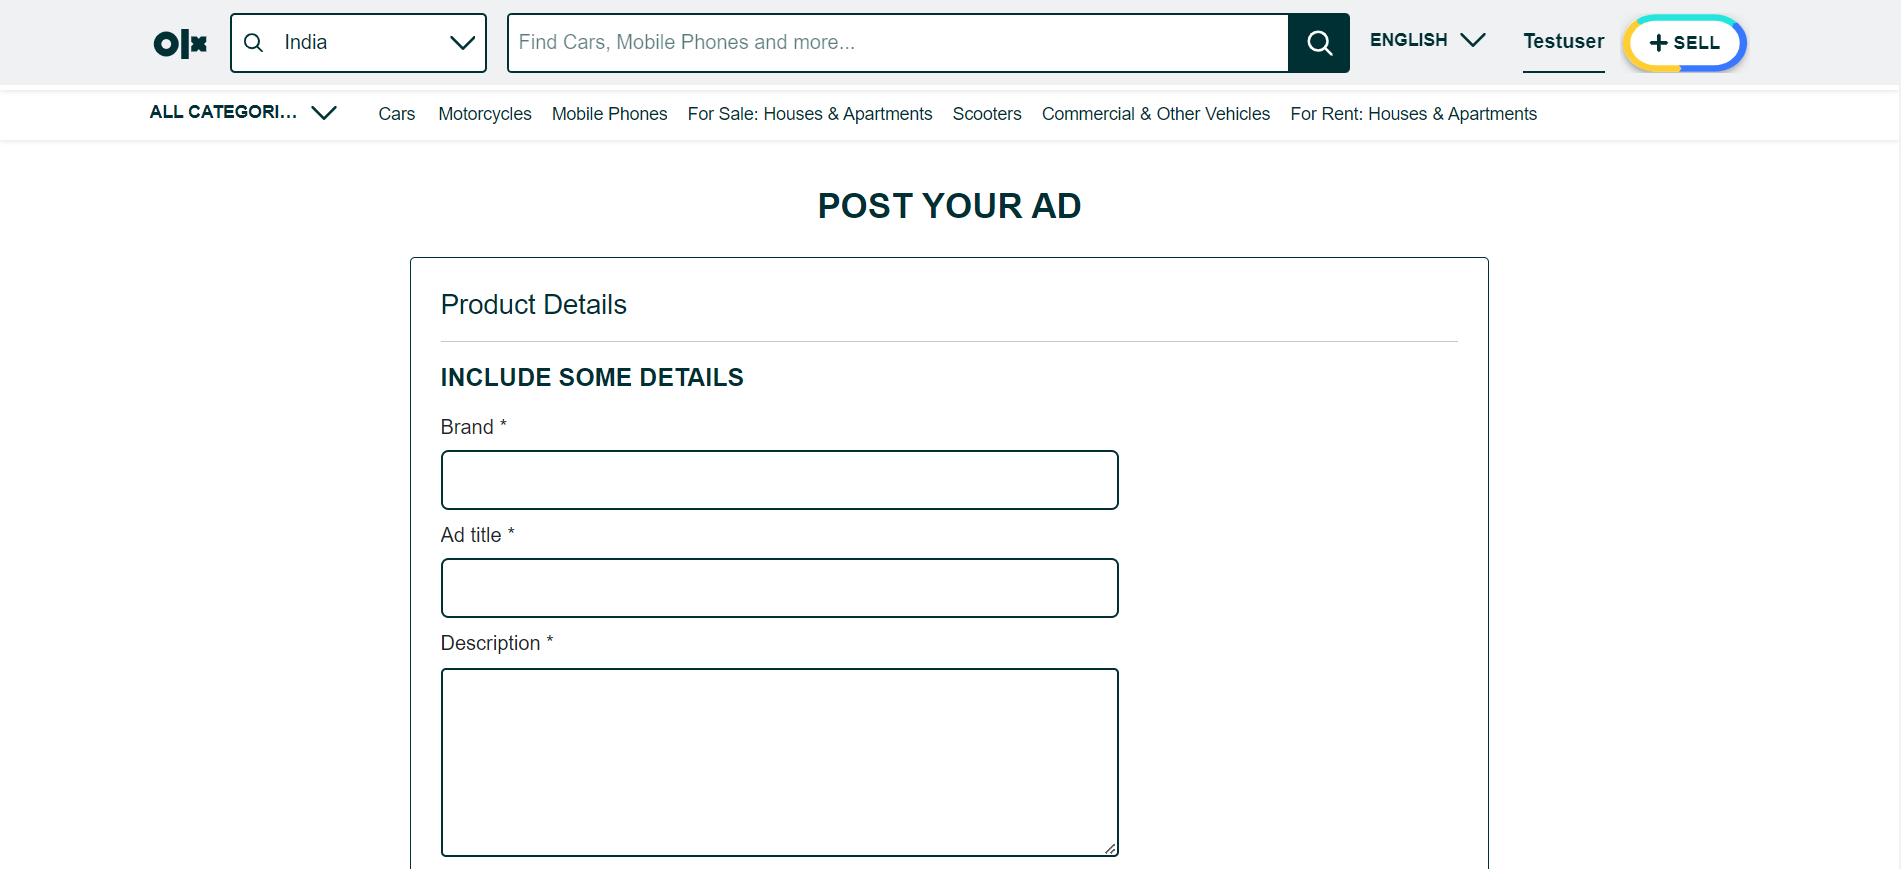 olx
India
Find Cars, Mobile Phones and more...
ENGLISH
Testuser
+ SELL
ALL CATEGORI...
Cars
Motorcycles
Mobile Phones
For Sale: Houses & Apartments
Scooters
Commercial & Other Vehicles
For Rent: Houses & Apartments
POST YOUR AD
Product Details
INCLUDE SOME DETAILS
Brand *
Ad title *
Description *